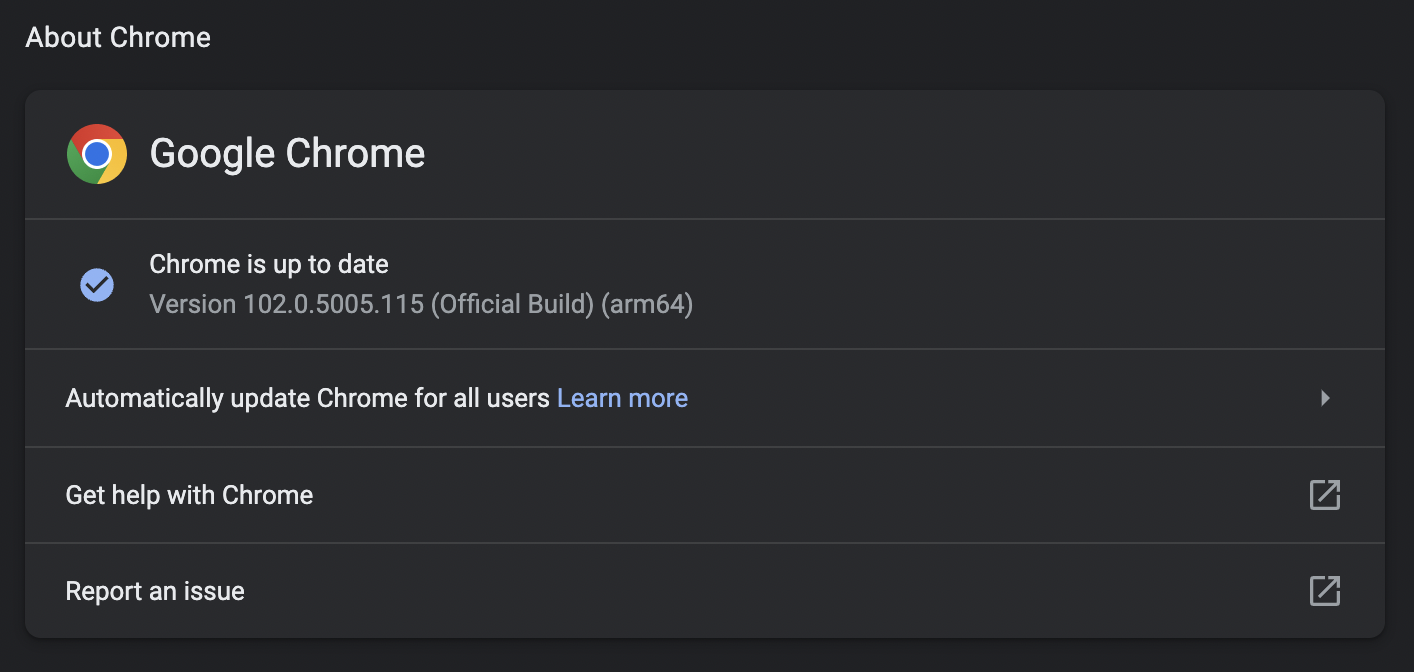 About Chrome
Google Chrome
Chrome is up to date
Version 102.0.5005.115 (Official Build) (arm64)
Automatically update Chrome for all users Learn more
Get help with Chrome
Report an issue